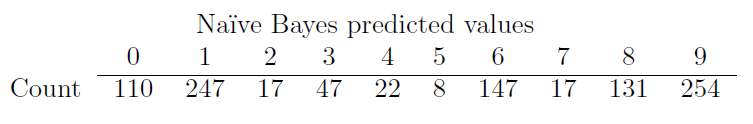 Naïve Bayes predicted values
0 1 2 3 4 5 6 7 8 9
Count 110 247 17 47 22 8 147 17 131 254